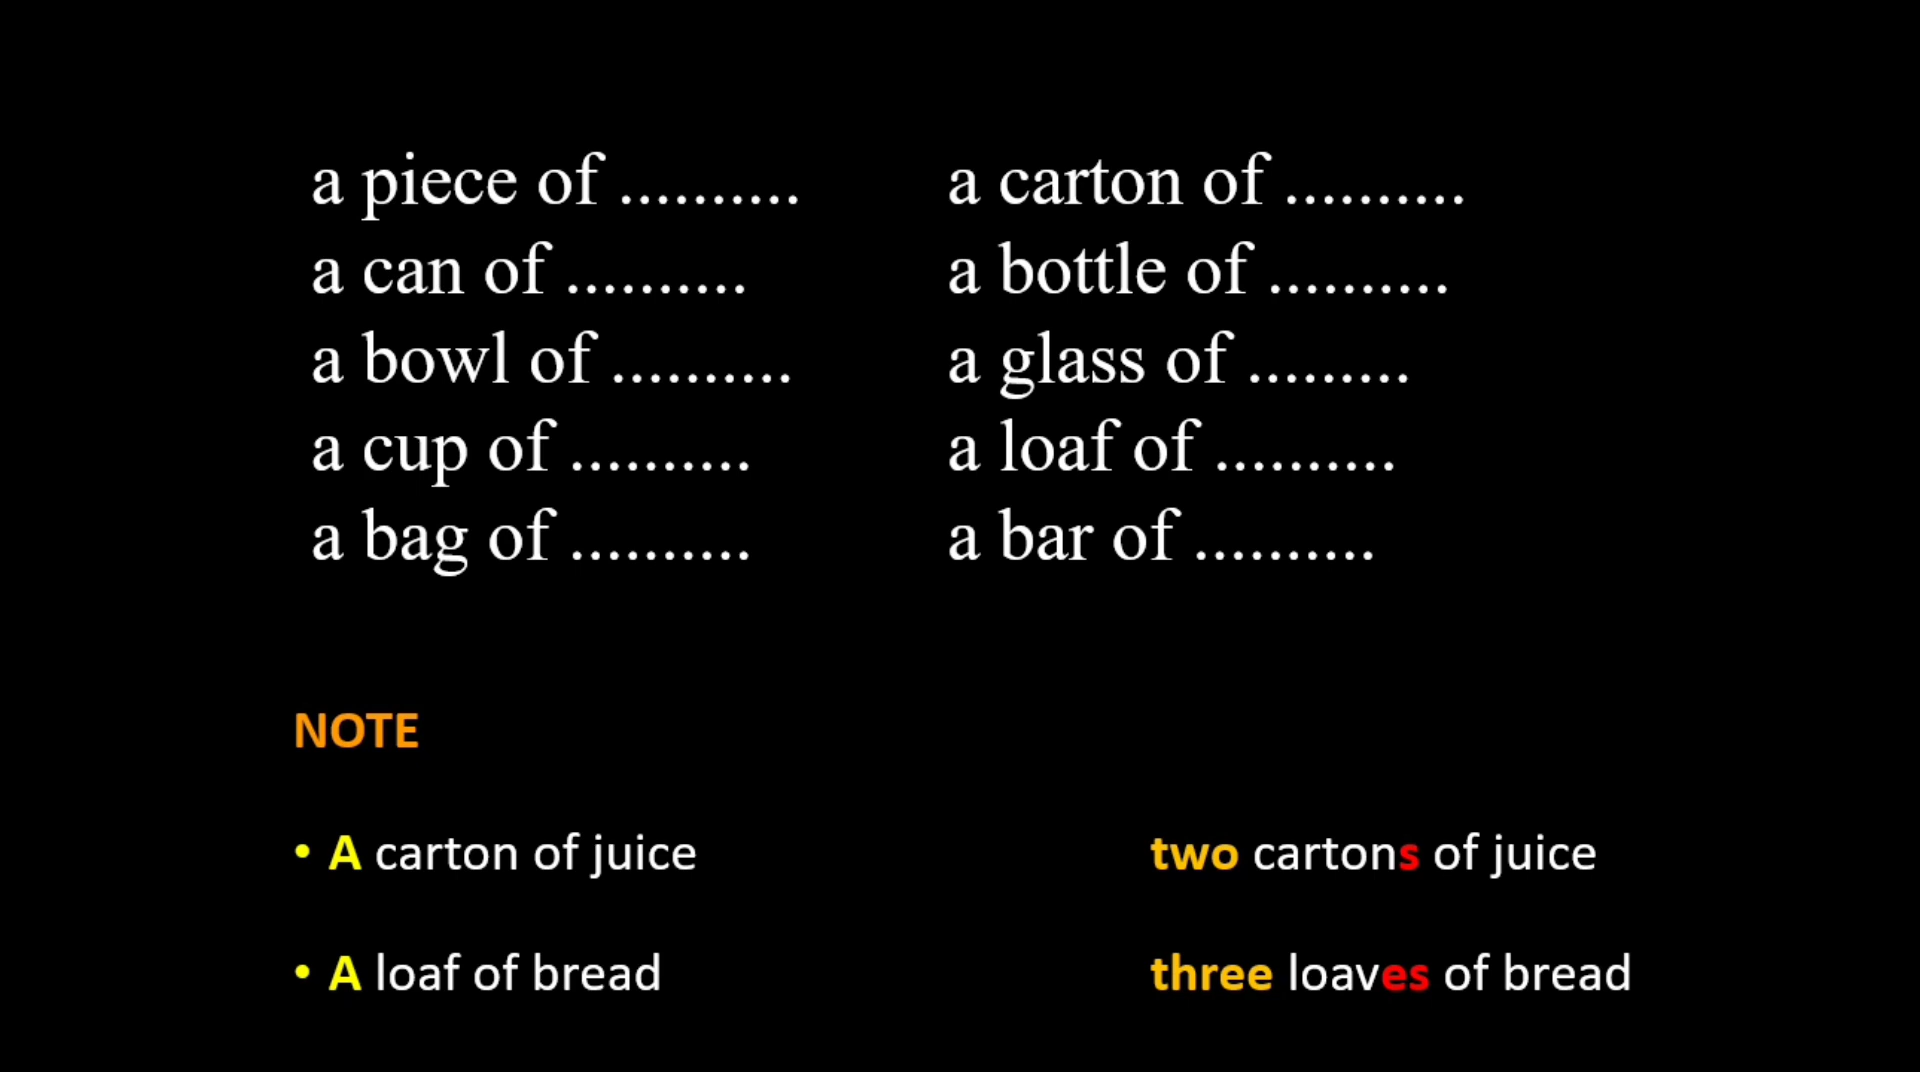 a piece of ..........
a can of ..........
a bowl of ..........
a cup of ..........
a bag of ..........
a carton of ..........
a bottle of ..........
a glass of .........
a loaf of ..........
a bar of ..........
NOTE
• A carton of juice
two cartons of juice
• A loaf of bread
three loaves of bread